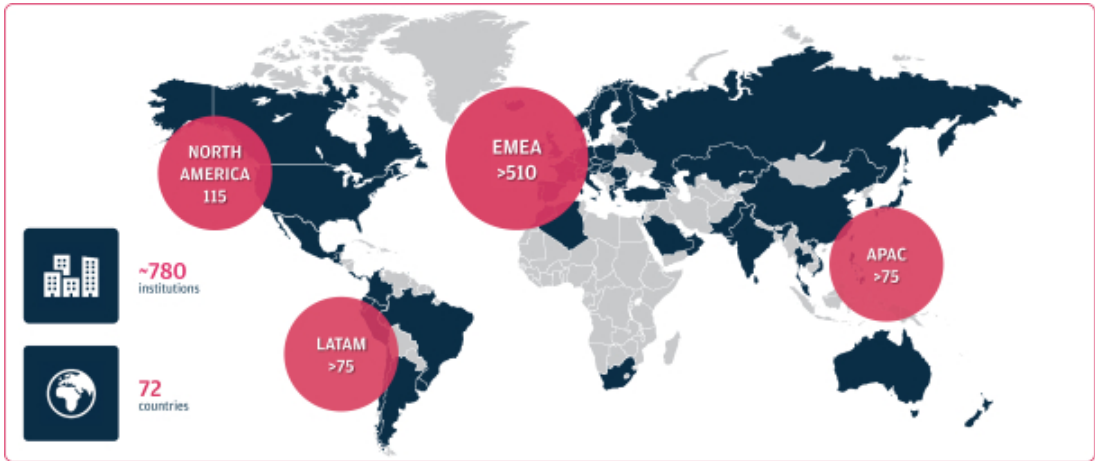 NORTH
AMERICA
115
EMEA
>510
APAC
>75
LATAM
>75
~780
institutions
72
countries